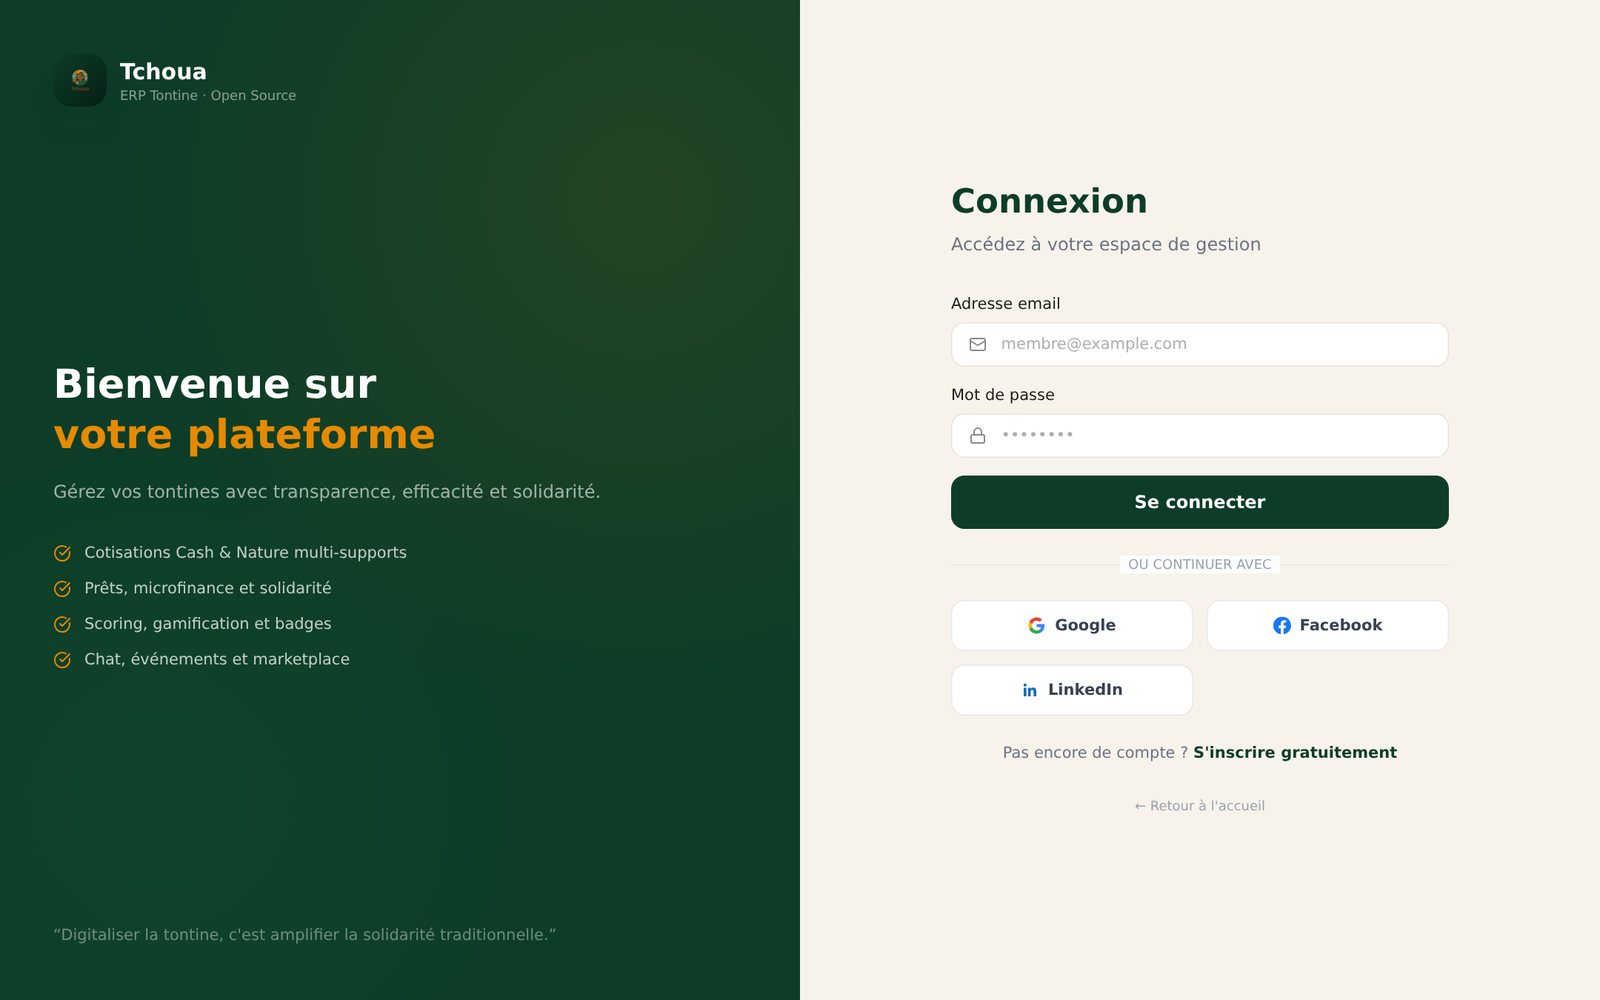 Tchoua
ERP Tontine · Open Source
Bienvenue sur
votre plateforme
Gérez vos tontines avec transparence, efficacité et solidarité.
Cotisations Cash & Nature multi-supports
Prêts, microfinance et solidarité
Scoring, gamification et badges
Chat, événements et marketplace
“Digitaliser la tontine, c'est amplifier la solidarité traditionnelle.”
Connexion
Accédez à votre espace de gestion
Adresse email
membre@example.com
Mot de passe
••••••••
Se connecter
OU CONTINUER AVEC
Google
Facebook
in LinkedIn
Pas encore de compte ? S'inscrire gratuitement
← Retour à l'accueil